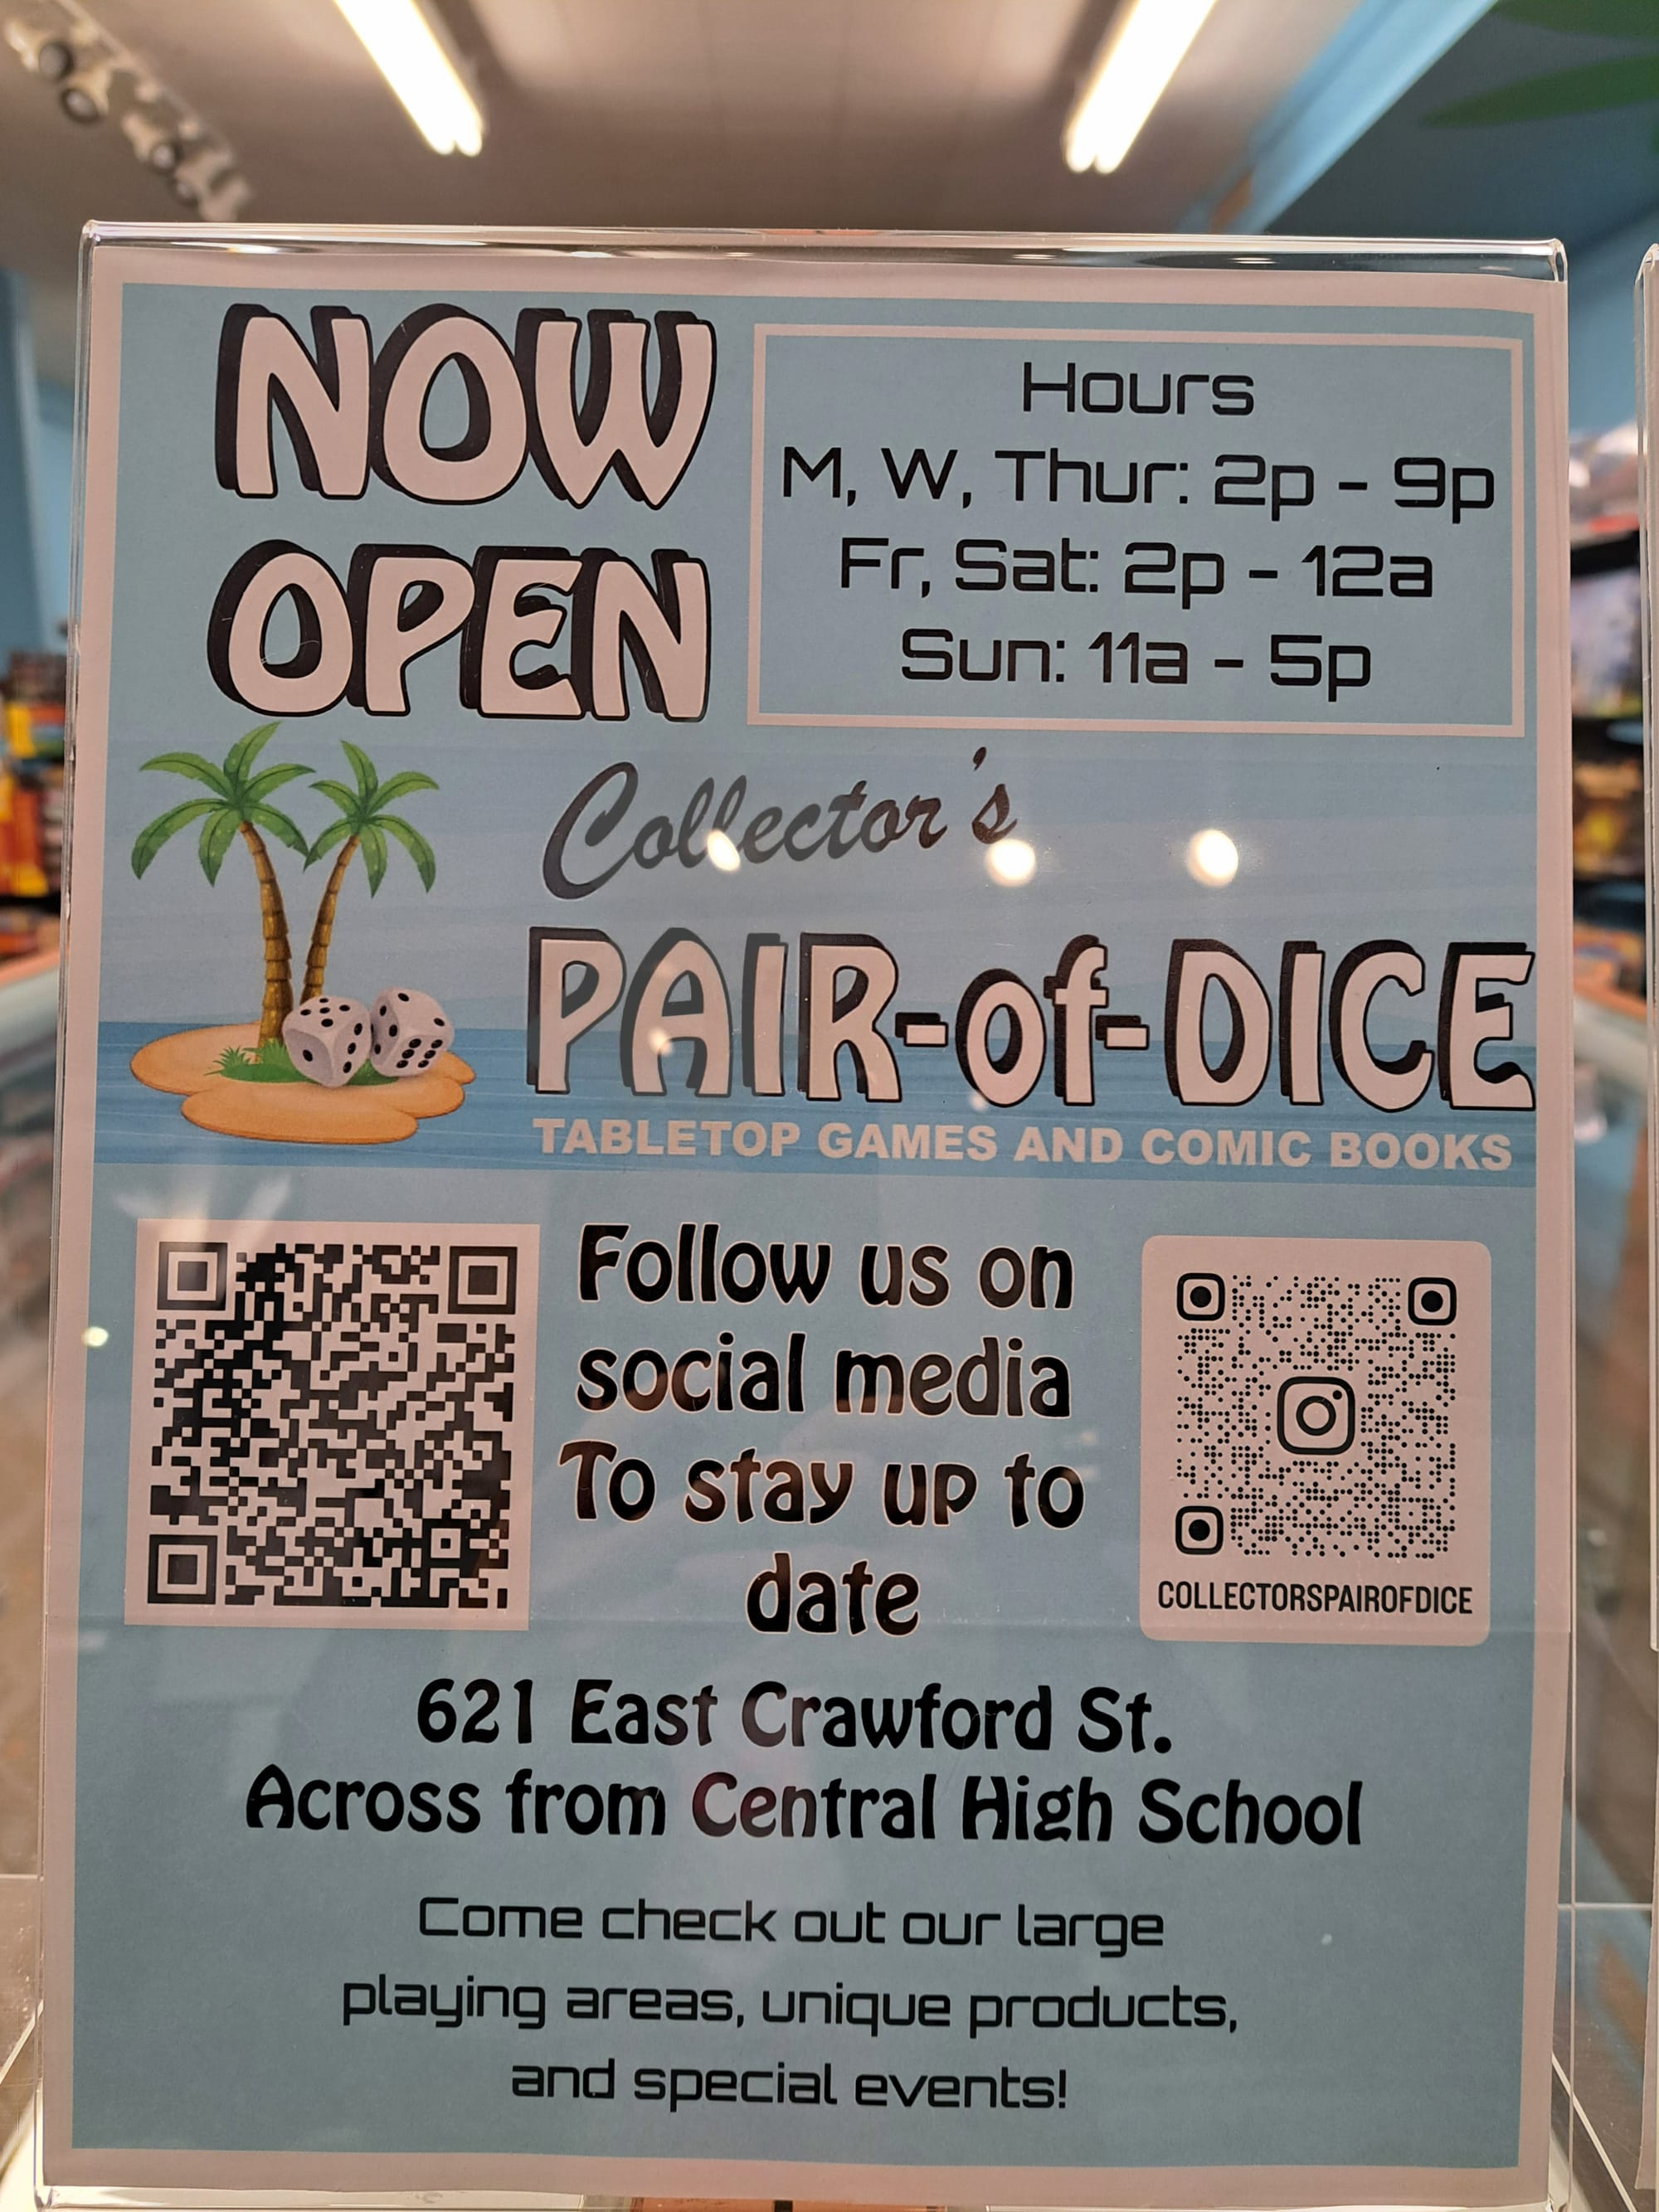 NOW
OPEN
Hours
M, W, Thur: 2p - 9p
Fr, Sat: 2p - 12a
Sun: 11a - 5p
Collector's
PAIR-of-DICE
TABLETOP GAMES AND COMIC BOOKS
Follow us on
social media
To stay up to
date
COLLECTORSPAIROFDICE
621 East Crawford St.
Across from Central High School
Come check out our large
playing areas, unique products,
and special events!